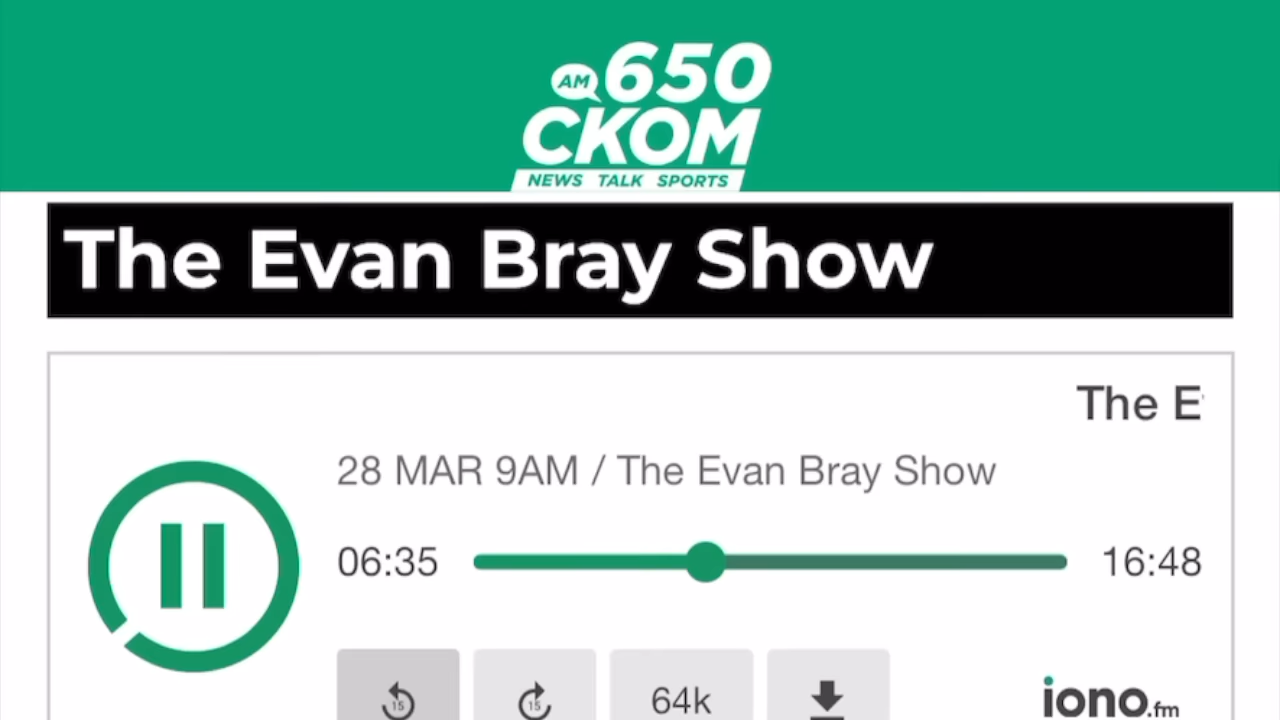 AM 650
CKOM
NEWS TALK SPORTS
The Evan Bray Show
The E
28 MAR 9AM / The Evan Bray Show
06:35
16:48
15
15
64k
iono.fm